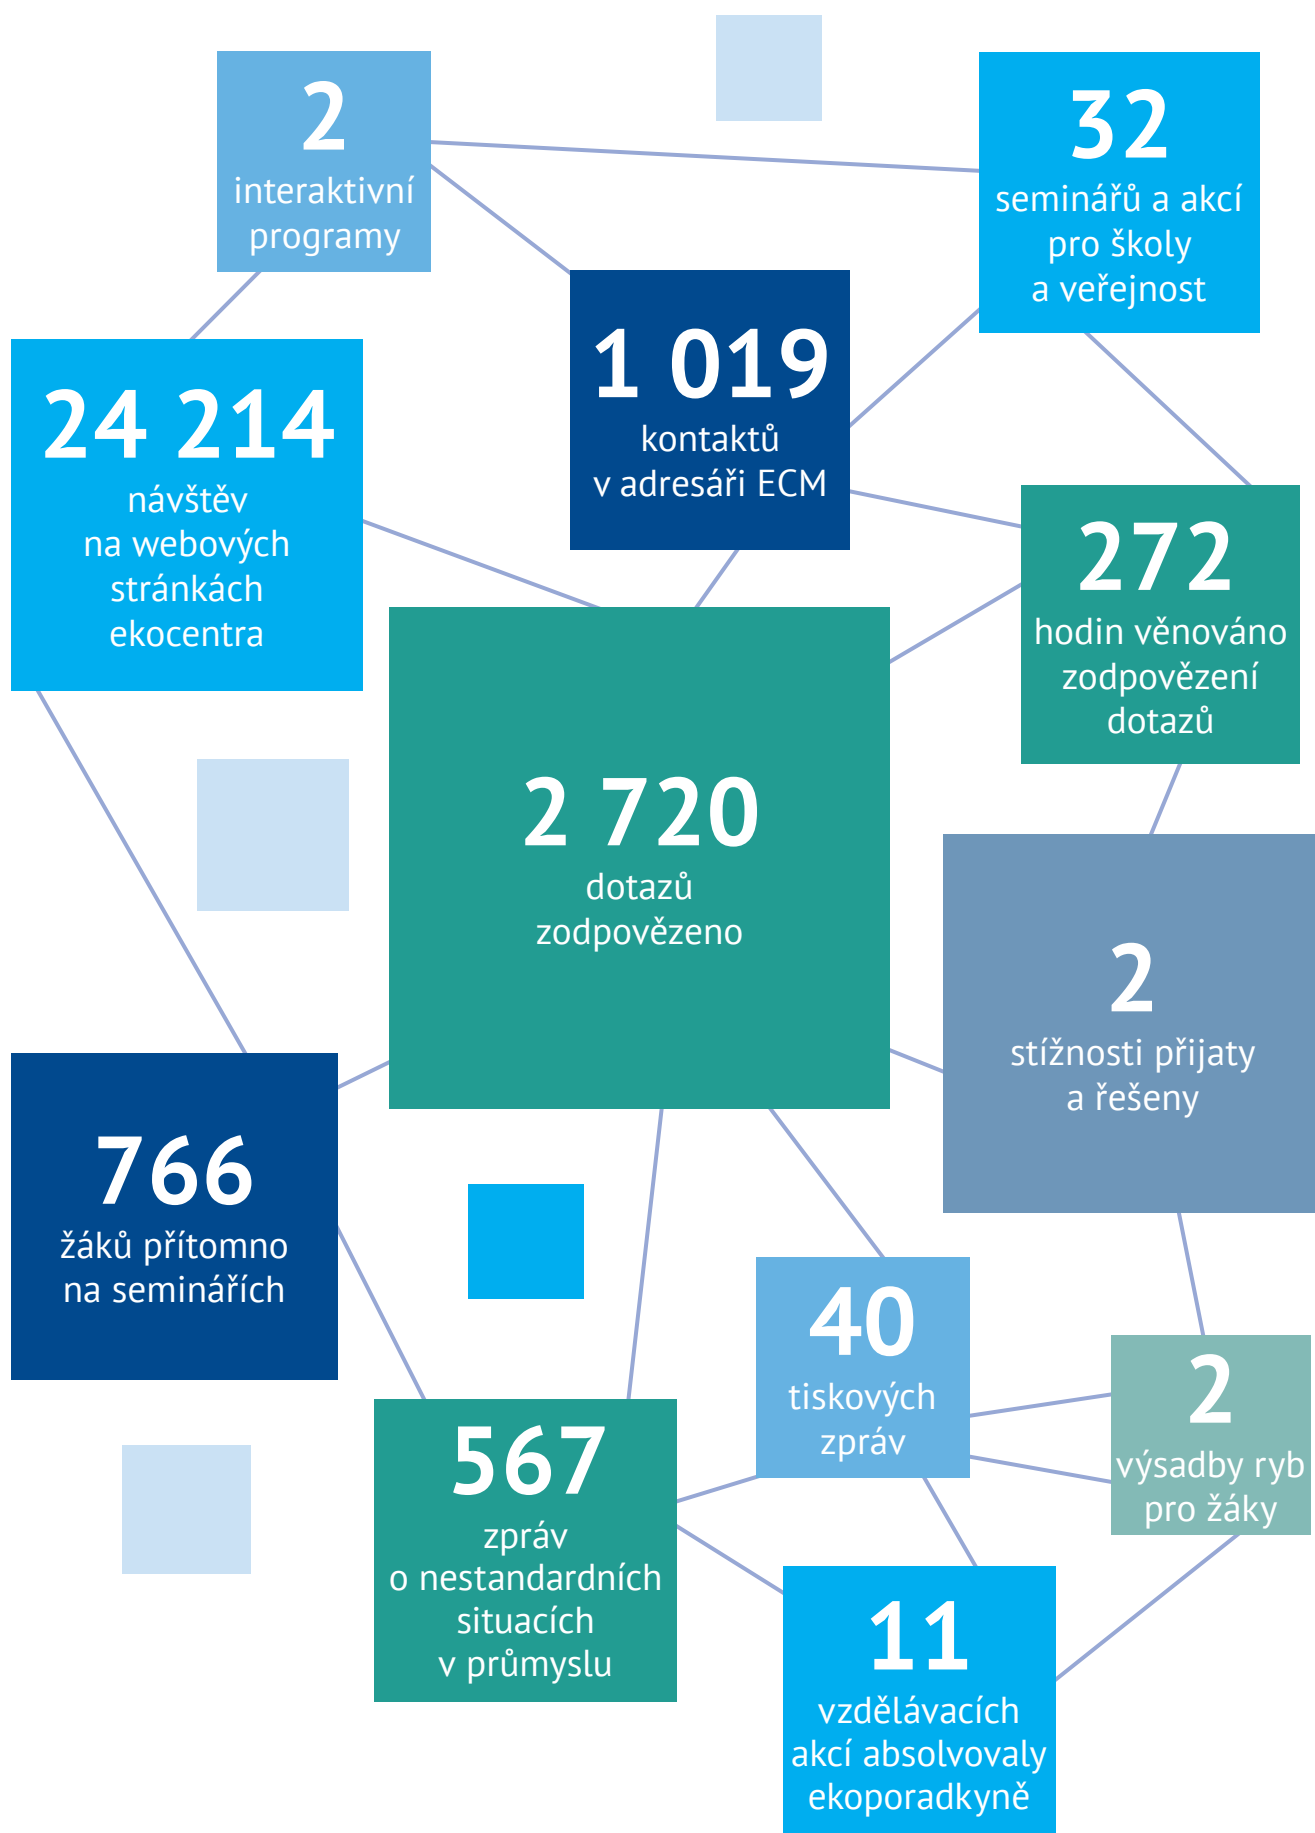 2
interaktivní
programy
32
seminářů a akcí
pro školy
a veřejnost
1 019
kontaktů
v adresáři ECM
24 214
návštěv
na webových
stránkách
ekocentra
272
hodin věnováno
zodpovězení
dotazů
2 720
dotazů
zodpovězeno
2
stížnosti přijaty
a řešeny
766
žáků přítomno
na seminářích
40
tiskových
zpráv
2
výsadby ryb
pro žáky
567
zpráv
o nestandardních
situacích
v průmyslu
11
vzdělávacích
akcí absolvovaly
ekoporadkyně